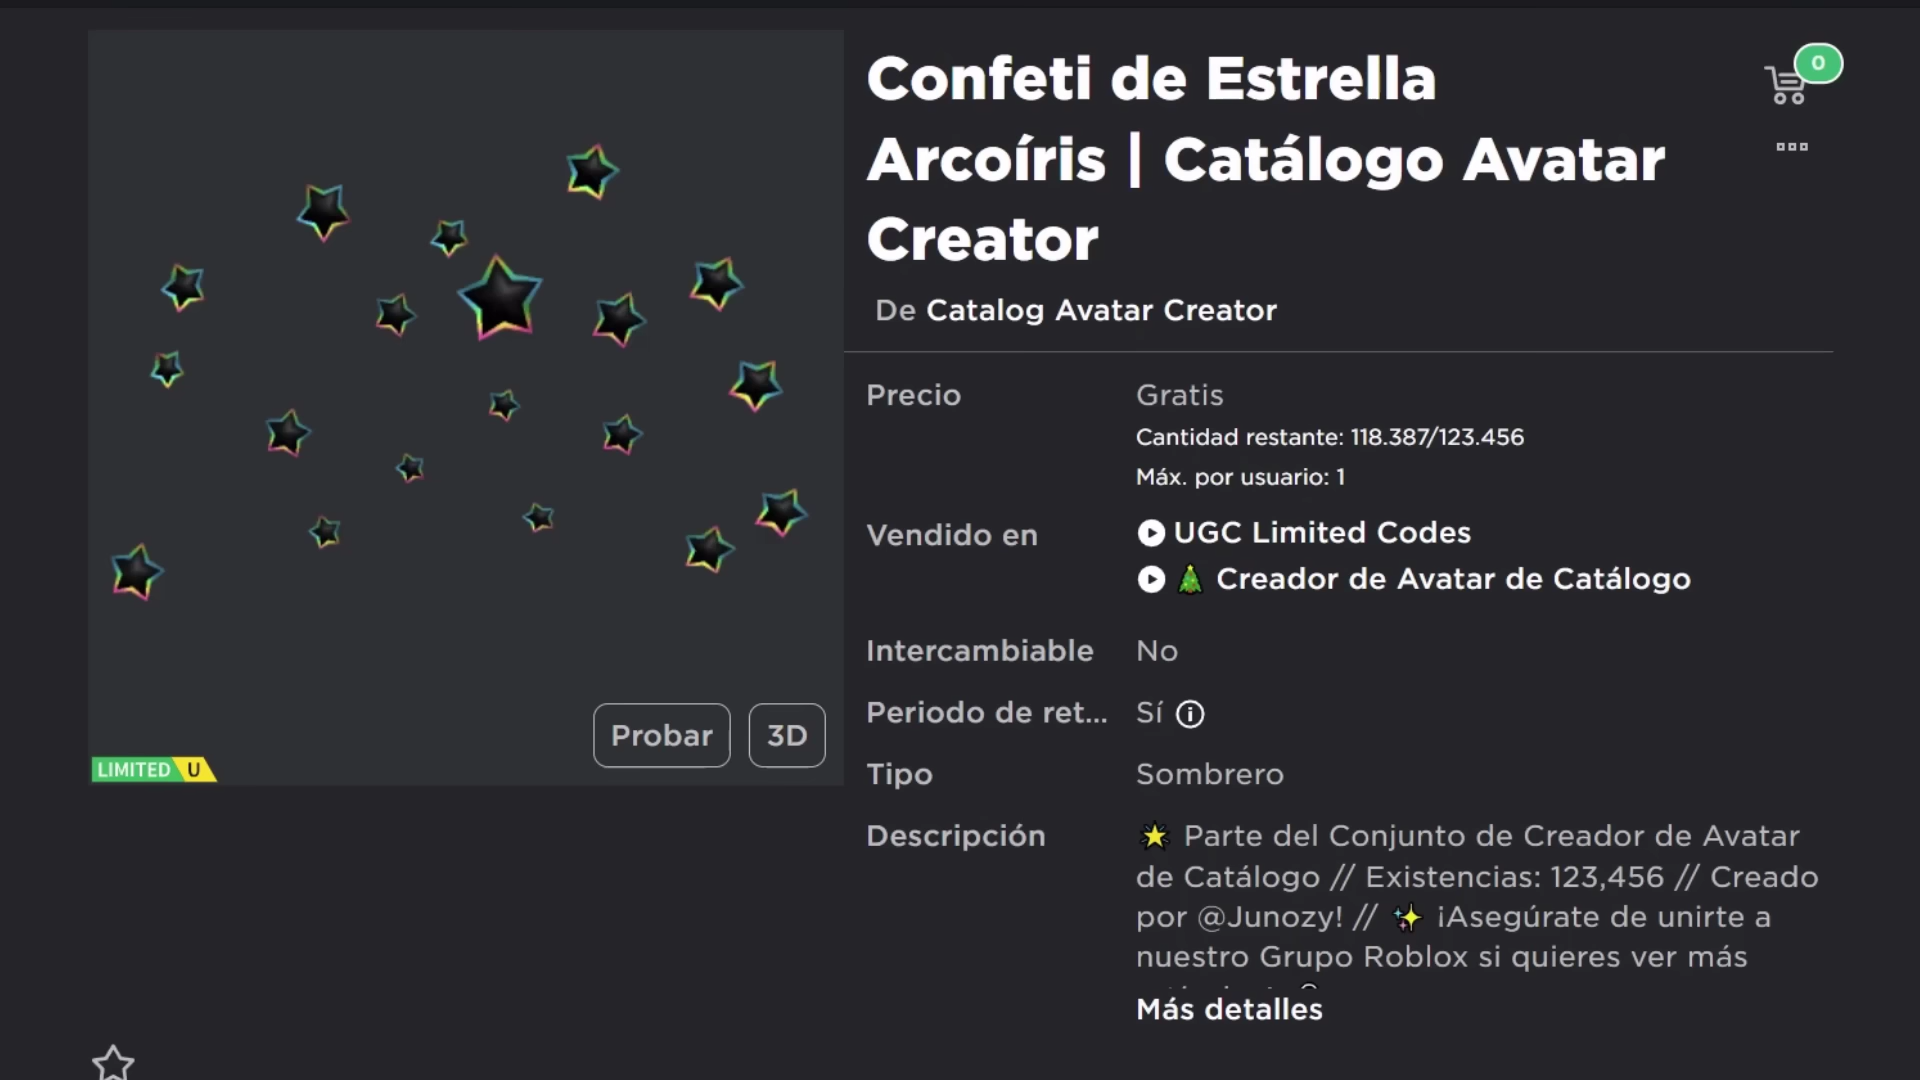 Confeti de Estrella
Arcoíris | Catálogo Avatar
Creator
0
De Catalog Avatar Creator
Precio
Gratis
Cantidad restante: 118.387/123.456
Máx. por usuario: 1
Vendido en
UGC Limited Codes
🎄 Creador de Avatar de Catálogo
Intercambiable
No
Periodo de ret...
Sí
Tipo
Sombrero
Descripción
🌟 Parte del Conjunto de Creador de Avatar
de Catálogo // Existencias: 123,456 // Creado
por @Junozy! // ✨ ¡Asegúrate de unirte a
nuestro Grupo Roblox si quieres ver más
Más detalles
Probar
3D
LIMITED U